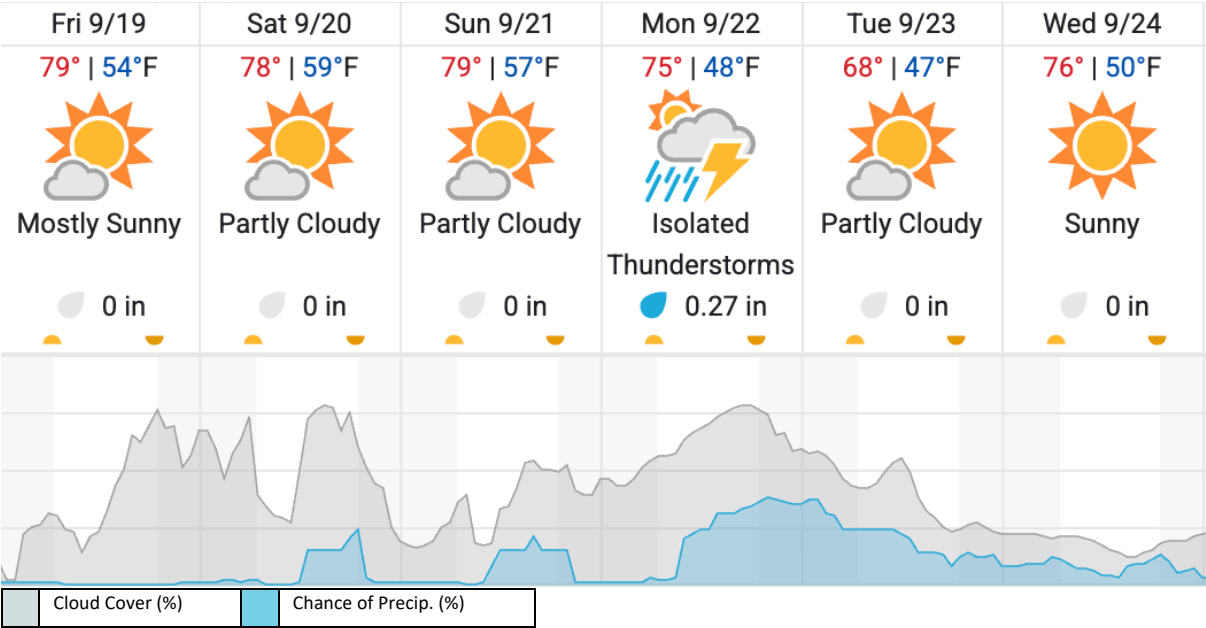 Fri 9/19 Sat 9/20 Sun 9/21 Mon 9/22 Tue 9/23 Wed 9/24
79° | 54°F 78° | 59°F 79° | 57°F 75° | 48°F 68° | 47°F 76° | 50°F
Mostly Sunny Partly Cloudy Partly Cloudy Isolated Partly Cloudy Sunny
Thunderstorms
0 in 0 in 0 in 0.27 in 0 in 0 in
Cloud Cover (%) Chance of Precip. (%)